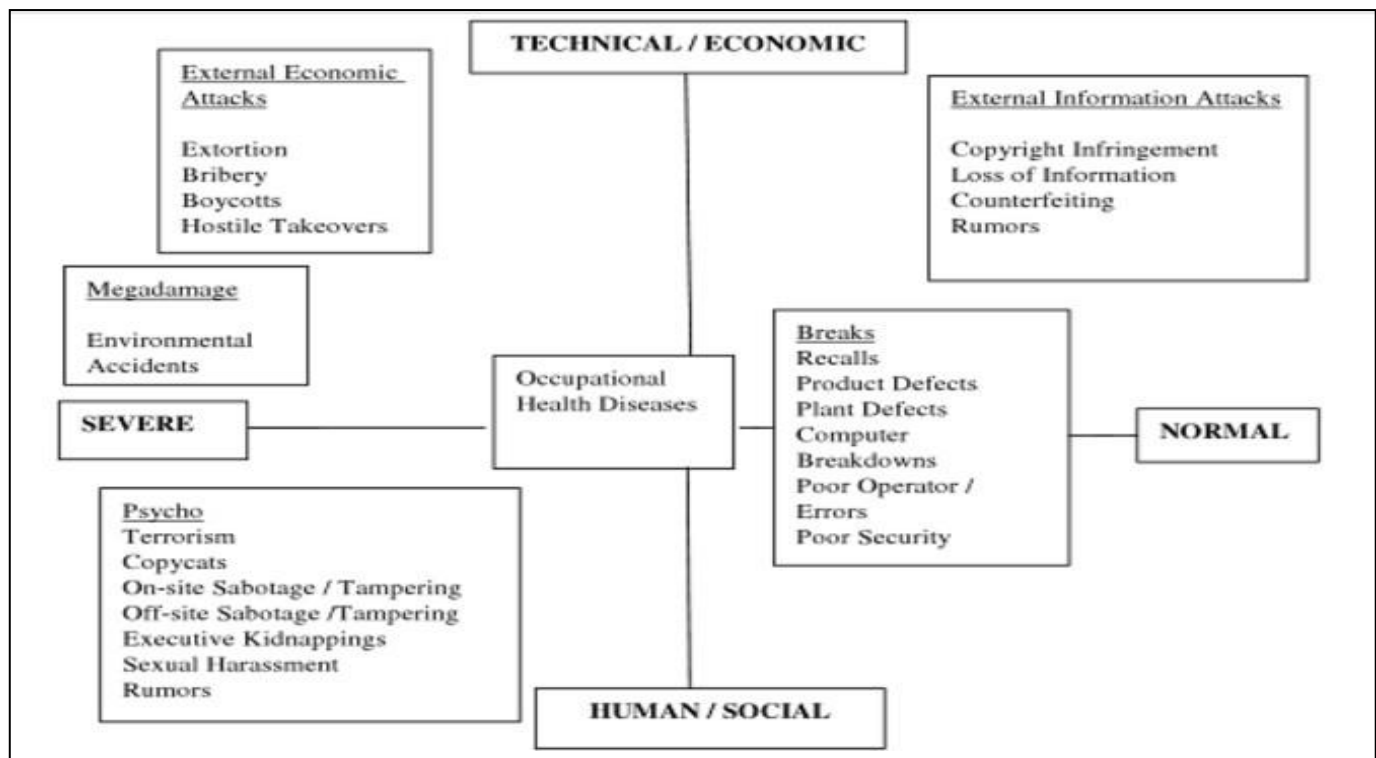 TECHNICAL / ECONOMIC
External Economic
Attacks
Extortion
Bribery
Boycotts
Hostile Takeovers
External Information Attacks
Copyright Infringement
Loss of Information
Counterfeiting
Rumors
Megadamage
Environmental
Accidents
Occupational
Health Diseases
Breaks
Recalls
Product Defects
Plant Defects
Computer
Breakdowns
Poor Operator /
Errors
Poor Security
SEVERE
NORMAL
Psycho
Terrorism
Copycats
On-site Sabotage / Tampering
Off-site Sabotage /Tampering
Executive Kidnappings
Sexual Harassment
Rumors
HUMAN / SOCIAL